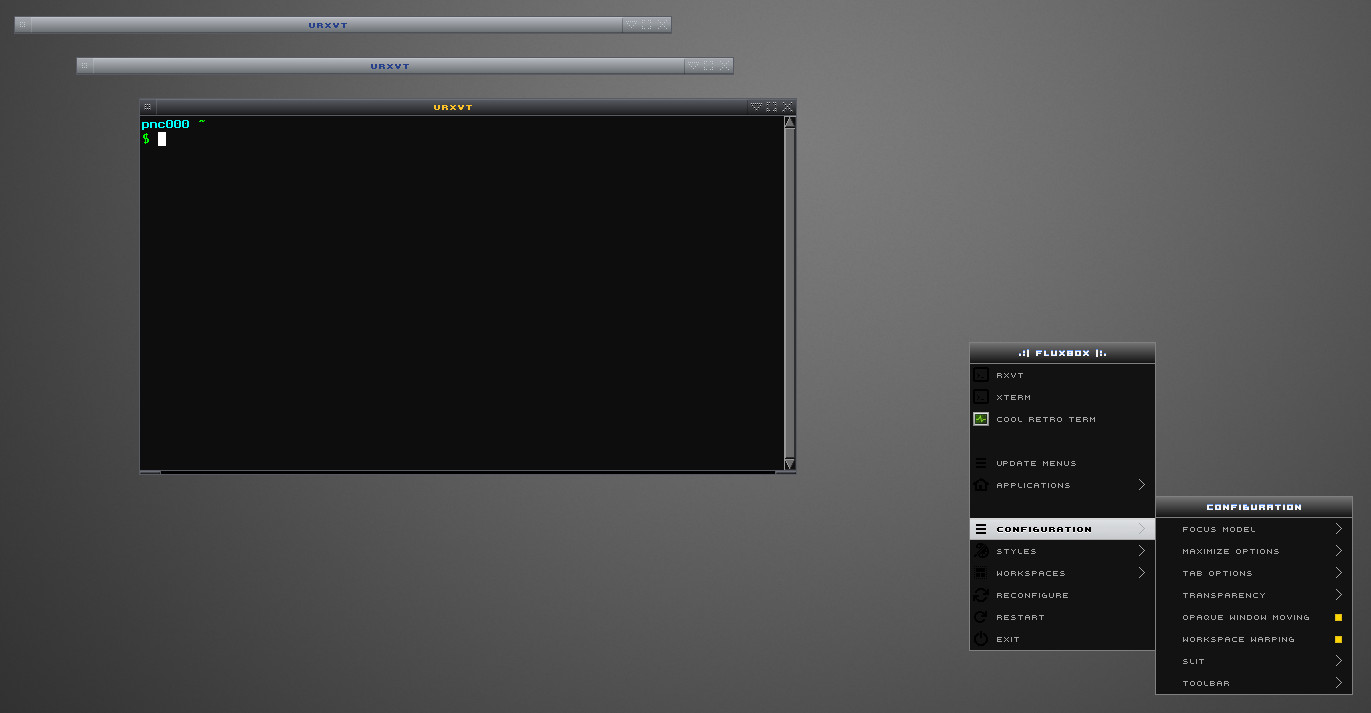 URXVT
URXVT
URXVT
pnc000 ~
$
.:| FLUXBOX |:.
RXVT
XTERM
COOL RETRO TERM
UPDATE MENUS
APPLICATIONS
CONFIGURATION
STYLES
WORKSPACES
RECONFIGURE
RESTART
EXIT
CONFIGURATION
FOCUS MODEL
MAXIMIZE OPTIONS
TAB OPTIONS
TRANSPARENCY
OPAQUE WINDOW MOVING
WORKSPACE WARPING
SLIT
TOOLBAR